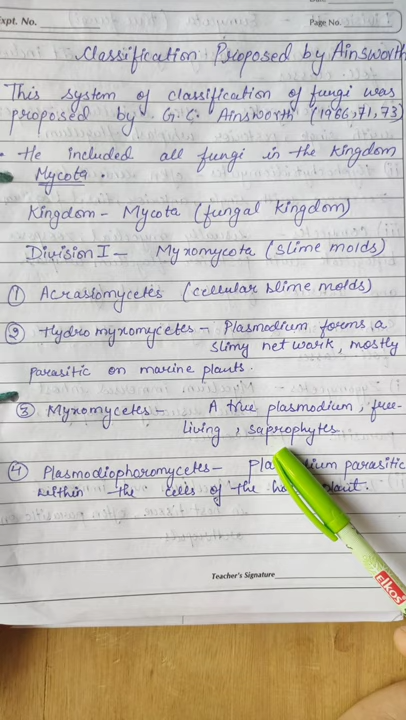 Expt. No.
Page No.
Classification Proposed by Ainsworth
This system of classification of fungi was
proposed by G.C. Ainsworth (1966,71,73)
• He included all fungi in the kingdom
Mycota.
Kingdom - Mycota (fungal kingdom)
Division I - Myxomycota (slime molds)
① Acrasiomycetes (cellular slime molds)
② Hydromyxomycetes - Plasmodium forms a
slimy net work, mostly
parasitic on marine plants.
③ Myxomycetes - A true plasmodium, free-
living, saprophytes
④ Plasmodiophoromycetes - parasitic
within the cells of the plant.
Teacher's Signature
elkos